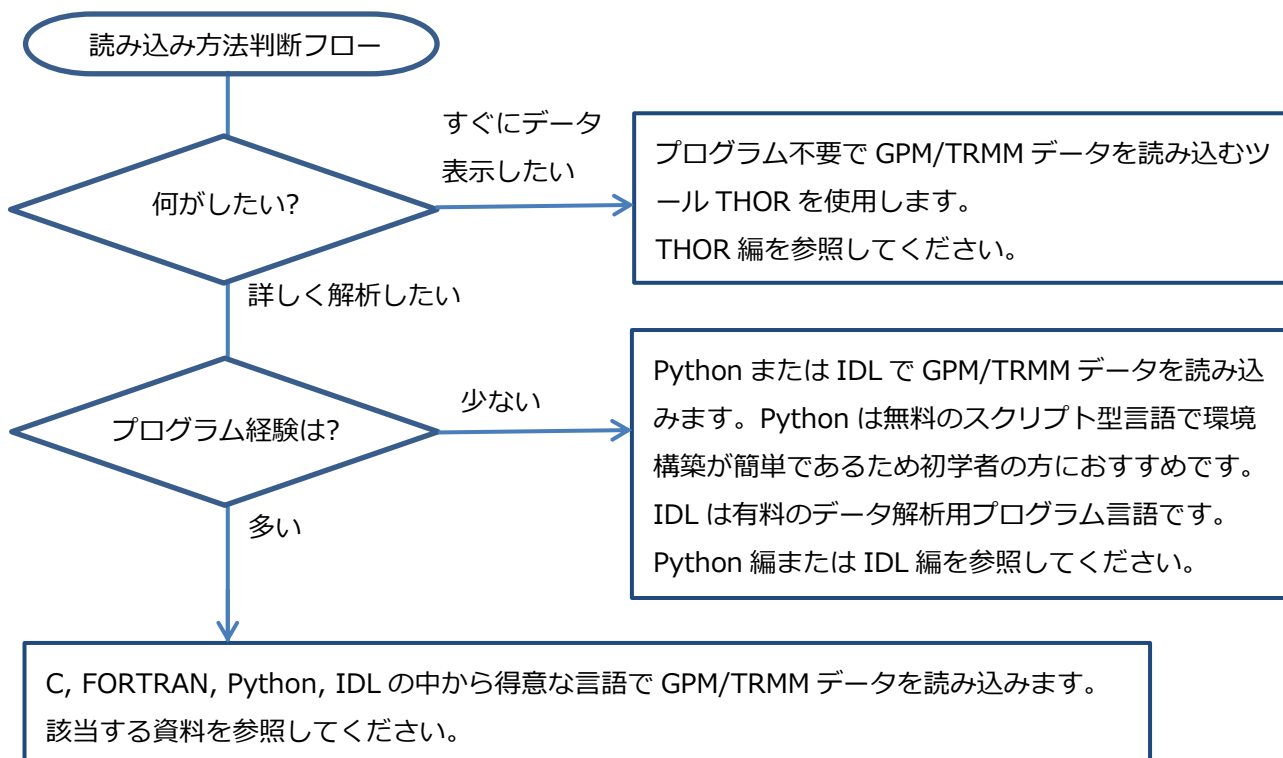 読み込み方法判断フロー
すぐにデータ
表示したい
何がしたい?
プログラム不要で GPM/TRMM データを読み込むツ
ール THOR を使用します。
THOR 編を参照してください。
詳しく解析したい
プログラム経験は?
少ない
Python または IDL で GPM/TRMM データを読み込
みます。Python は無料のスクリプト型言語で環境
構築が簡単であるため初学者の方におすすめです。
IDL は有料のデータ解析用プログラム言語です。
Python 編または IDL 編を参照してください。
多い
C, FORTRAN, Python, IDL の中から得意な言語で GPM/TRMM データを読み込みます。
該当する資料を参照してください。